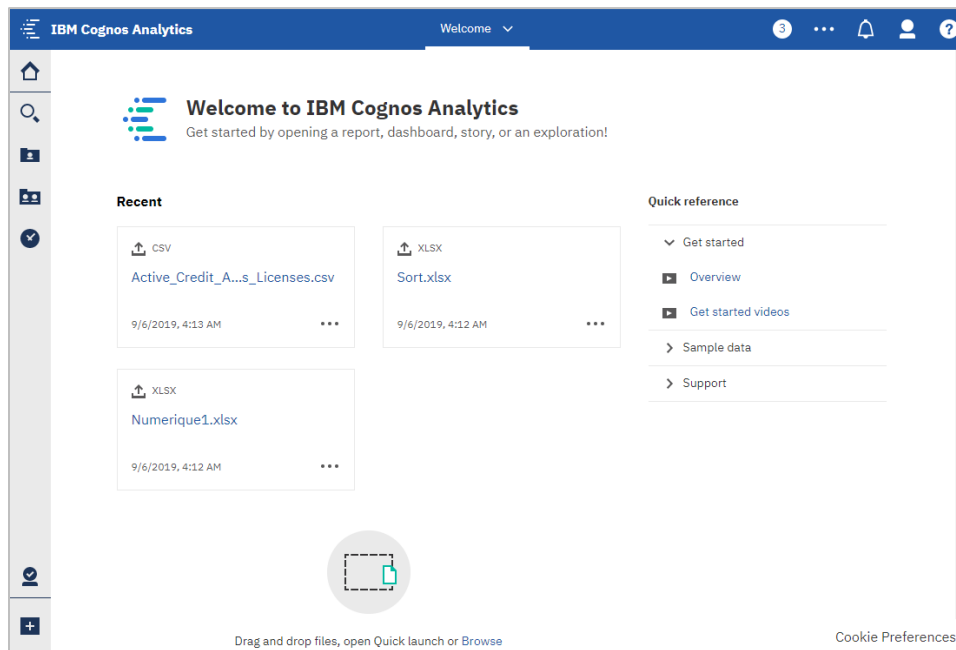 IBM Cognos Analytics
Welcome
3
?
Welcome to IBM Cognos Analytics
Get started by opening a report, dashboard, story, or an exploration!
Recent
CSV
Active_Credit_A...s_Licenses.csv
9/6/2019, 4:13 AM
XLSX
Sort.xlsx
9/6/2019, 4:12 AM
XLSX
Numerique1.xlsx
9/6/2019, 4:12 AM
Quick reference
Get started
Overview
Get started videos
Sample data
Support
Drag and drop files, open Quick launch or Browse
Cookie Preferences